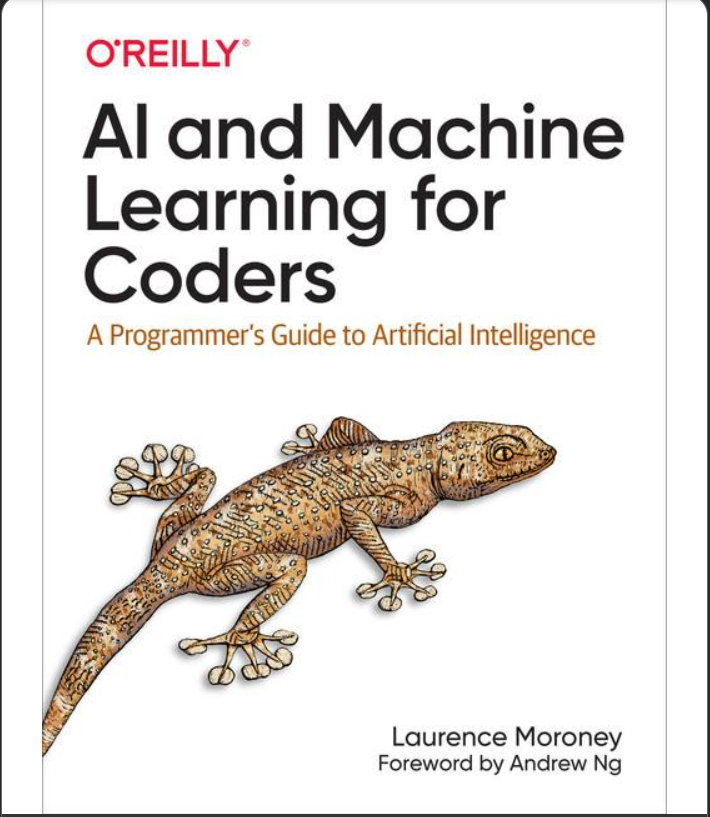 O'REILLY®
AI and Machine
Learning for
Coders
A Programmer's Guide to Artificial Intelligence
Laurence Moroney
Foreword by Andrew Ng